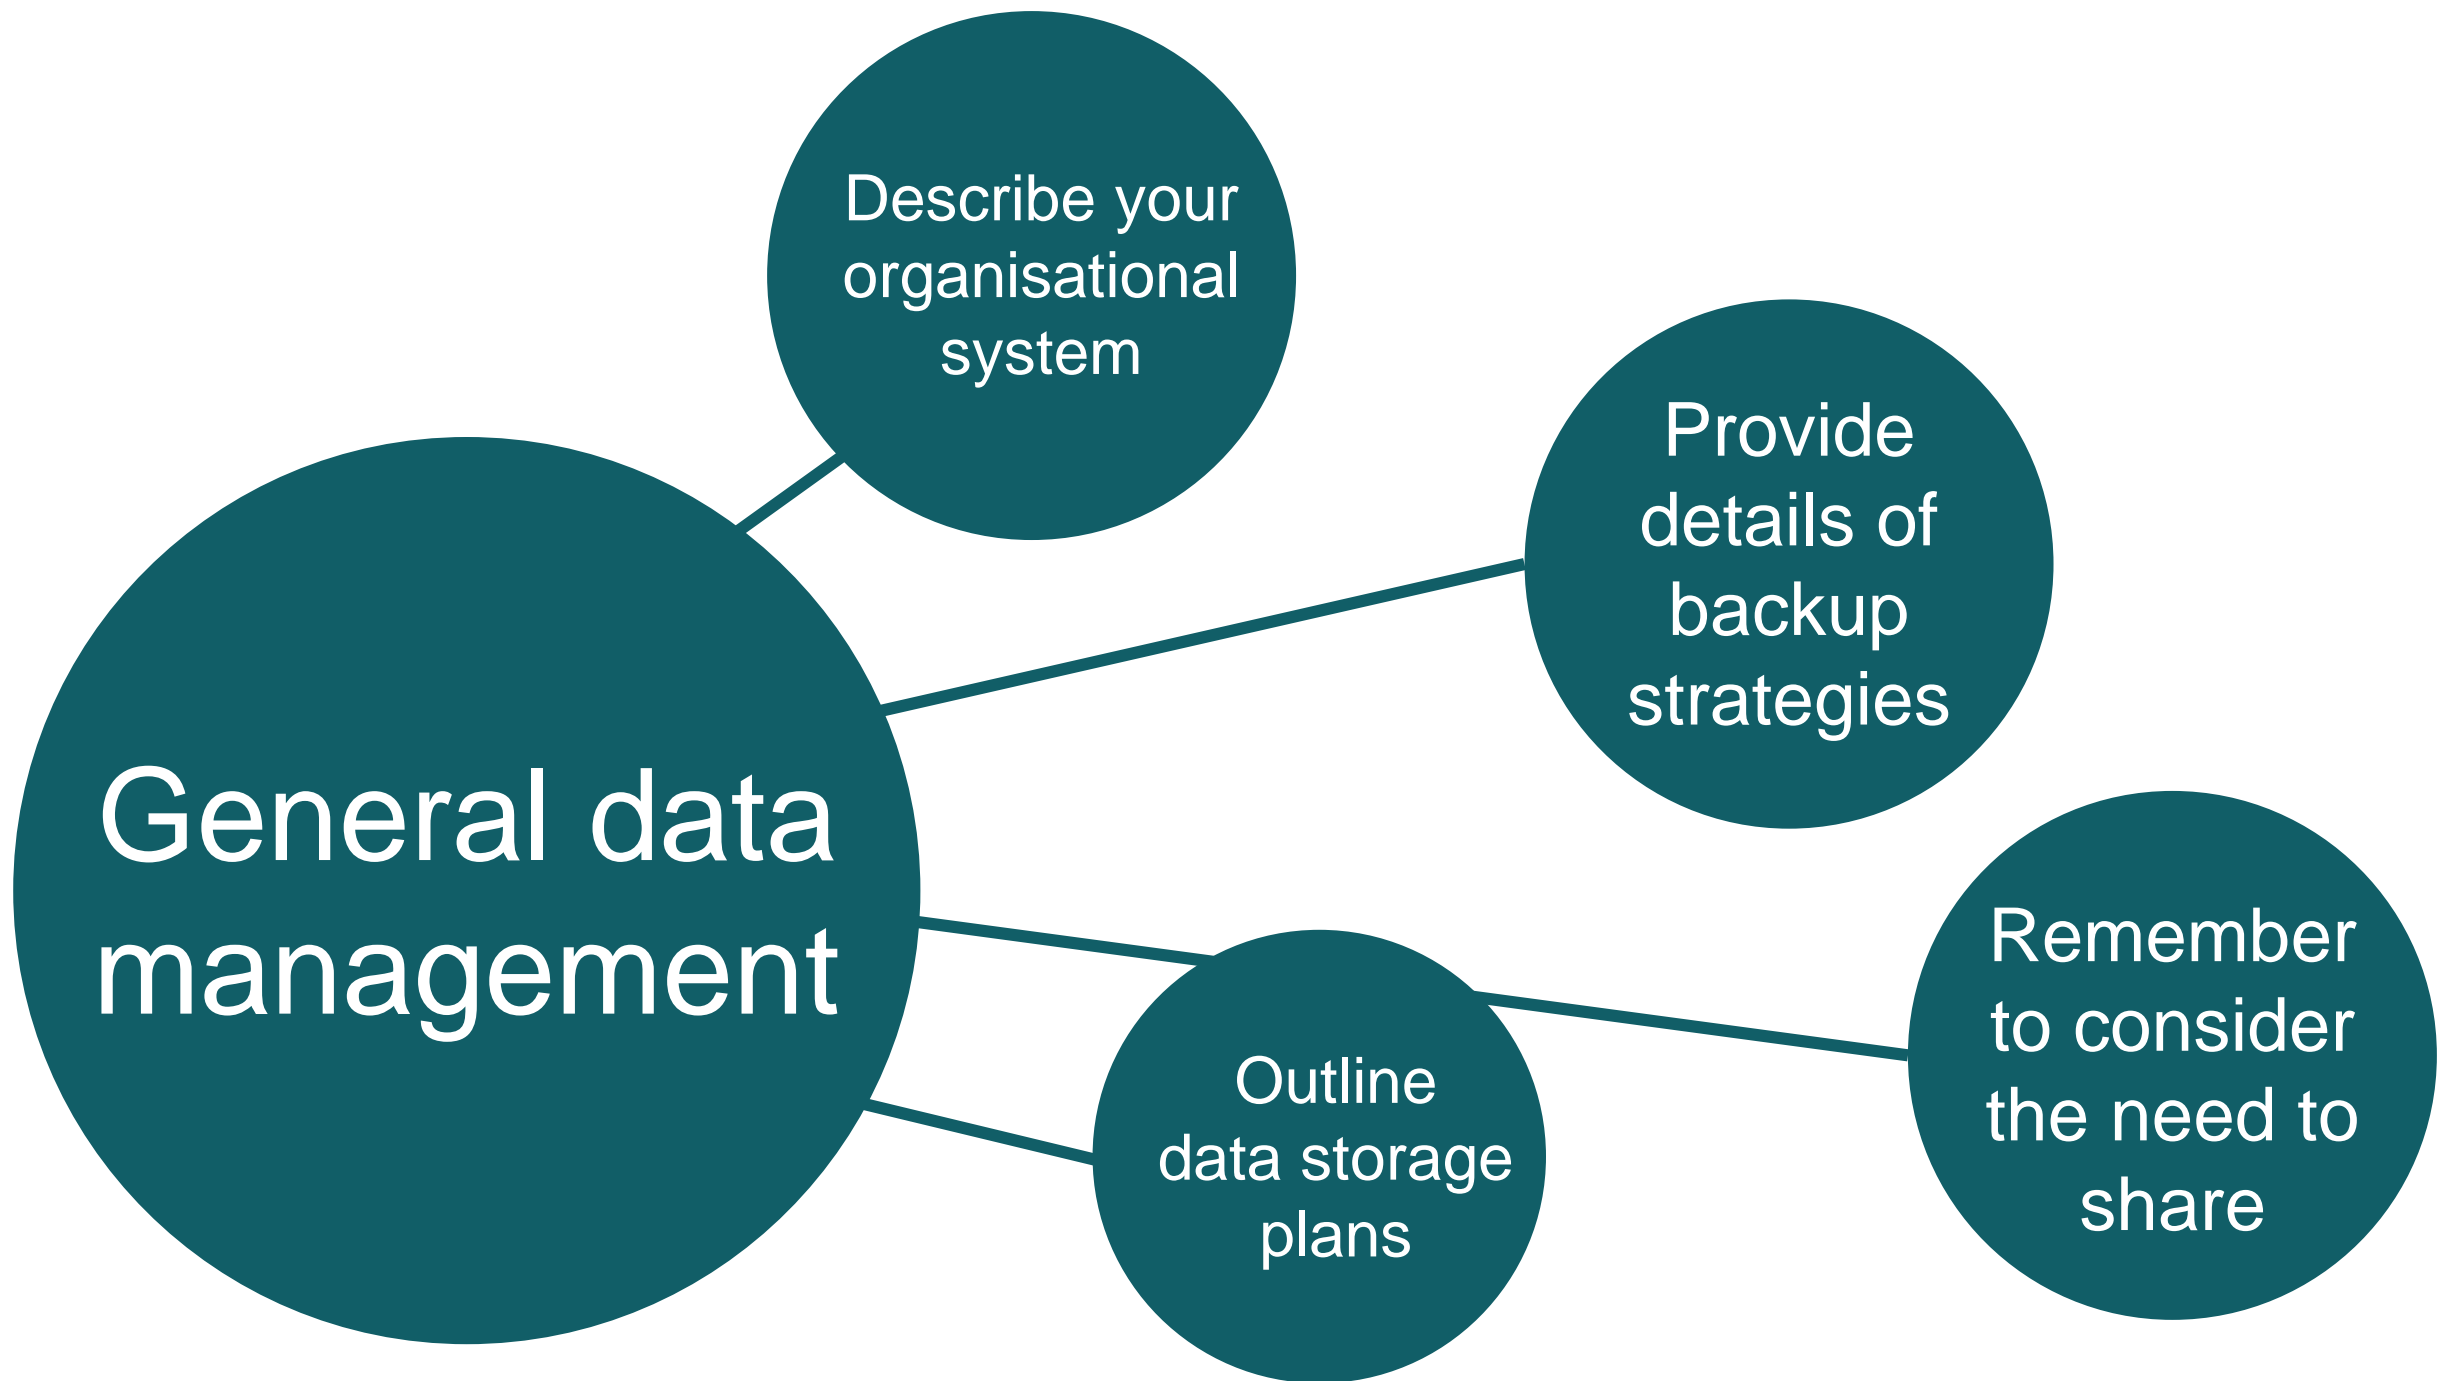 General data
management
Describe your
organisational
system
Provide
details of
backup
strategies
Remember
to consider
the need to
share
Outline
data storage
plans